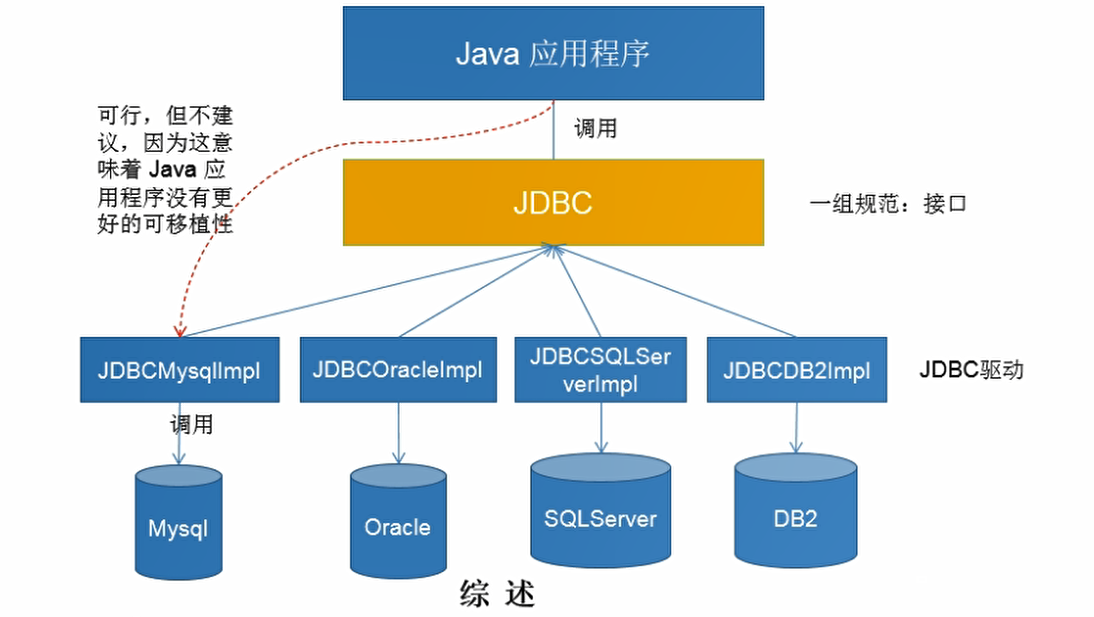 Java 应用程序
可行，但不建
议，因为这意
味着 Java 应
用程序没有更
好的可移植性
调用
JDBC
一组规范：接口
JDBCMysqlImpl
JDBCOracleImpl
JDBCSQLSer
verImpl
JDBCDB2Impl
JDBC驱动
调用
Mysql
Oracle
SQLServer
DB2
综 述